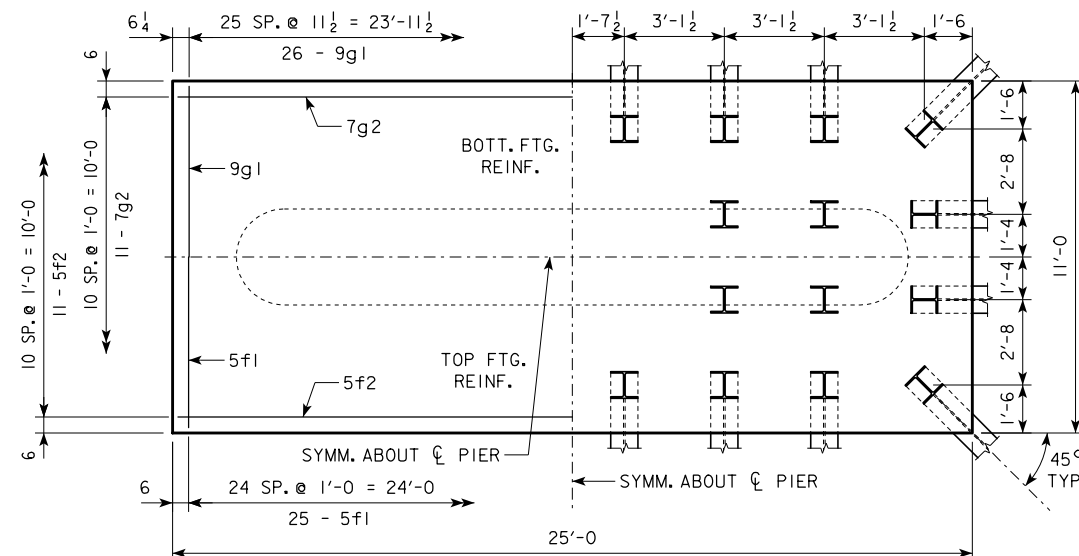 6 1/4
25 SP. @ 11 1/2 = 23'-11 1/2
26 - 9g1
1'-7 1/2
3'-1 1/2
3'-1 1/2
3'-1 1/2
1'-6
6
10 SP. @ 1'-0 = 10'-0
11 - 7g2
10 SP. @ 1'-0 = 10'-0
11 - 5f2
6
7g2
9g1
BOTT. FTG.
REINF.
5f1
5f2
TOP FTG.
REINF.
SYMM. ABOUT ℄ PIER
SYMM. ABOUT ℄ PIER
1'-6
2'-8
1'-4
1'-4
2'-8
1'-6
11'-0
45°
TYP
6
24 SP. @ 1'-0 = 24'-0
25 - 5f1
25'-0